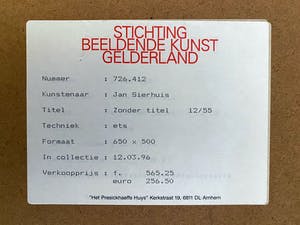 STICHTING
BEELDENDE KUNST
GELDERLAND
Nummer : 726.412
Kunstenaar : Jan Sierhuis
Titel : Zonder titel 12/55
Techniek : ets
Formaat : 650 x 500
In collectie : 12.03.96
Verkoopprijs : f. 565.25
euro 256.50
"Het Presickhaeffs Huys" Kerkstraat 19, 6811 DL Arnhem